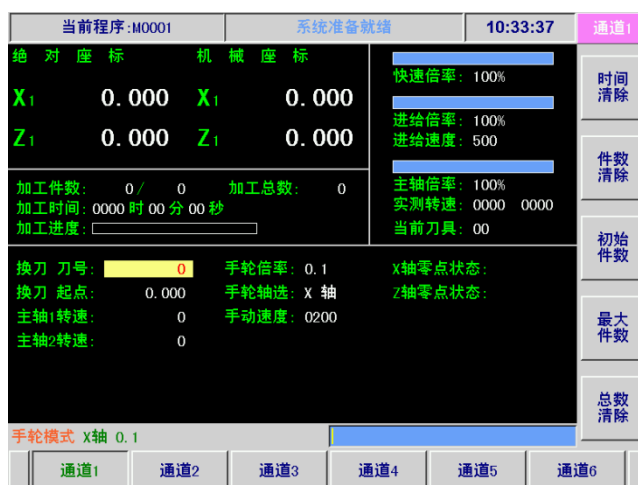 当前程序:M0001 系统准备就绪 10:33:37 通道1
绝 对 座 标 机 械 座 标
X1 0.000 X1 0.000
Z1 0.000 Z1 0.000
快速倍率: 100%
进给倍率: 100%
进给速度: 500
主轴倍率: 100%
实测转速: 0000 0000
当前刀具: 00
加工件数: 0/ 0 加工总数: 0
加工时间: 0000 时 00 分 00 秒
加工进度:
换刀 刀号: 0 手轮倍率: 0.1 X轴零点状态:
换刀 起点: 0.000 手轮轴选: X 轴 Z轴零点状态:
主轴1转速: 0 手动速度: 0200
主轴2转速: 0
时间
清除
件数
清除
初始
件数
最大
件数
总数
清除
手轮模式 X轴 0.1
通道1 通道2 通道3 通道4 通道5 通道6